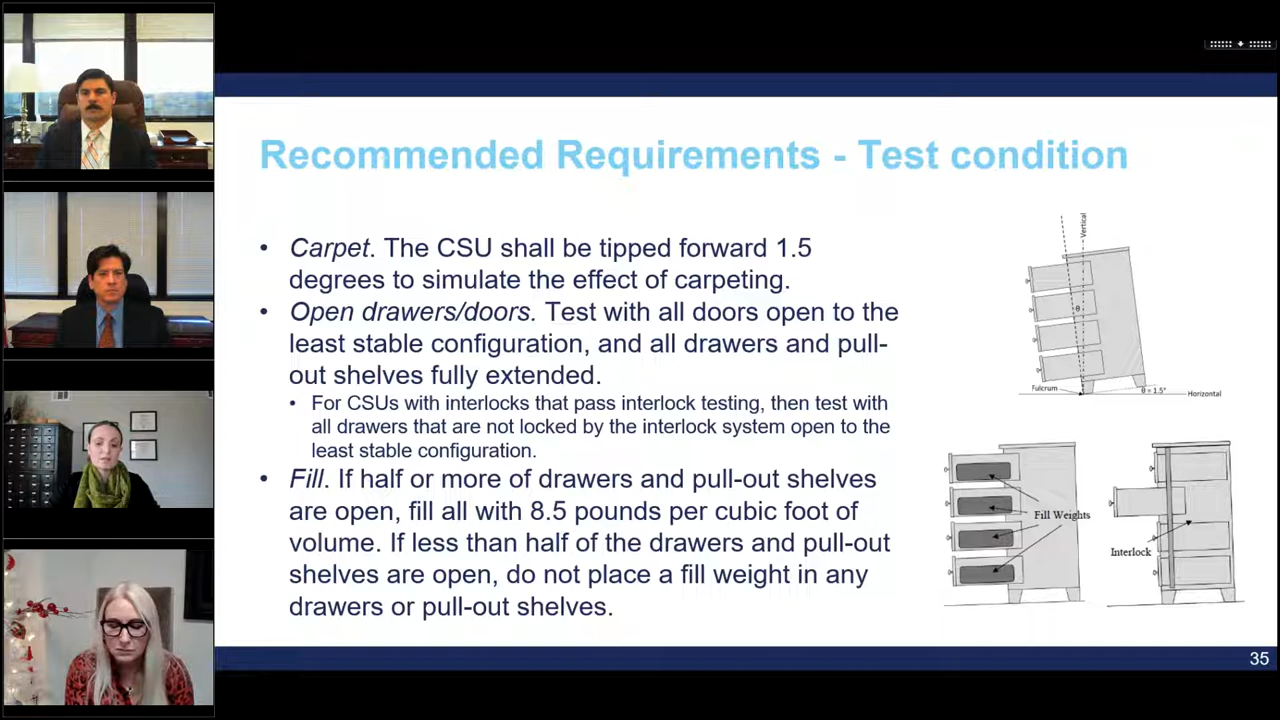 Recommended Requirements - Test condition
• Carpet. The CSU shall be tipped forward 1.5
degrees to simulate the effect of carpeting.
• Open drawers/doors. Test with all doors open to the
least stable configuration, and all drawers and pull-
out shelves fully extended.
• For CSUs with interlocks that pass interlock testing, then test with
all drawers that are not locked by the interlock system open to the
least stable configuration.
• Fill. If half or more of drawers and pull-out shelves
are open, fill all with 8.5 pounds per cubic foot of
volume. If less than half of the drawers and pull-out
shelves are open, do not place a fill weight in any
drawers or pull-out shelves.
Vertical
θ
Fulcrum
θ = 1.5°
Horizontal
Fill Weights
Interlock
35